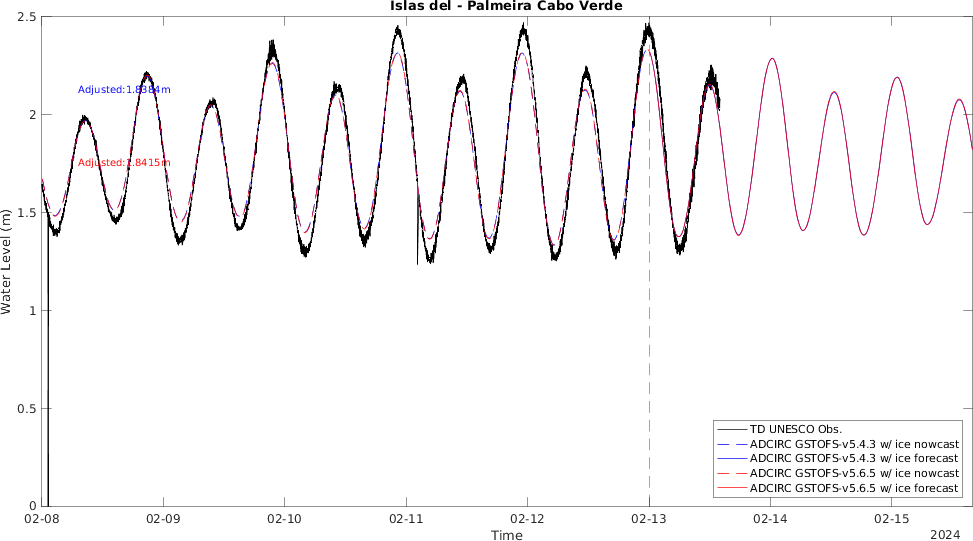 Islas del - Palmeira Cabo Verde
2.5
2
1.5
1
0.5
0
Water Level (m)
Adjusted:1.8384m
Adjusted:1.8415m
TD UNESCO Obs.
ADCIRC GSTOFS-v5.4.3 w/ ice nowcast
ADCIRC GSTOFS-v5.4.3 w/ ice forecast
ADCIRC GSTOFS-v5.6.5 w/ ice nowcast
ADCIRC GSTOFS-v5.6.5 w/ ice forecast
02-08 02-09 02-10 02-11 02-12 02-13 02-14 02-15
Time
2024